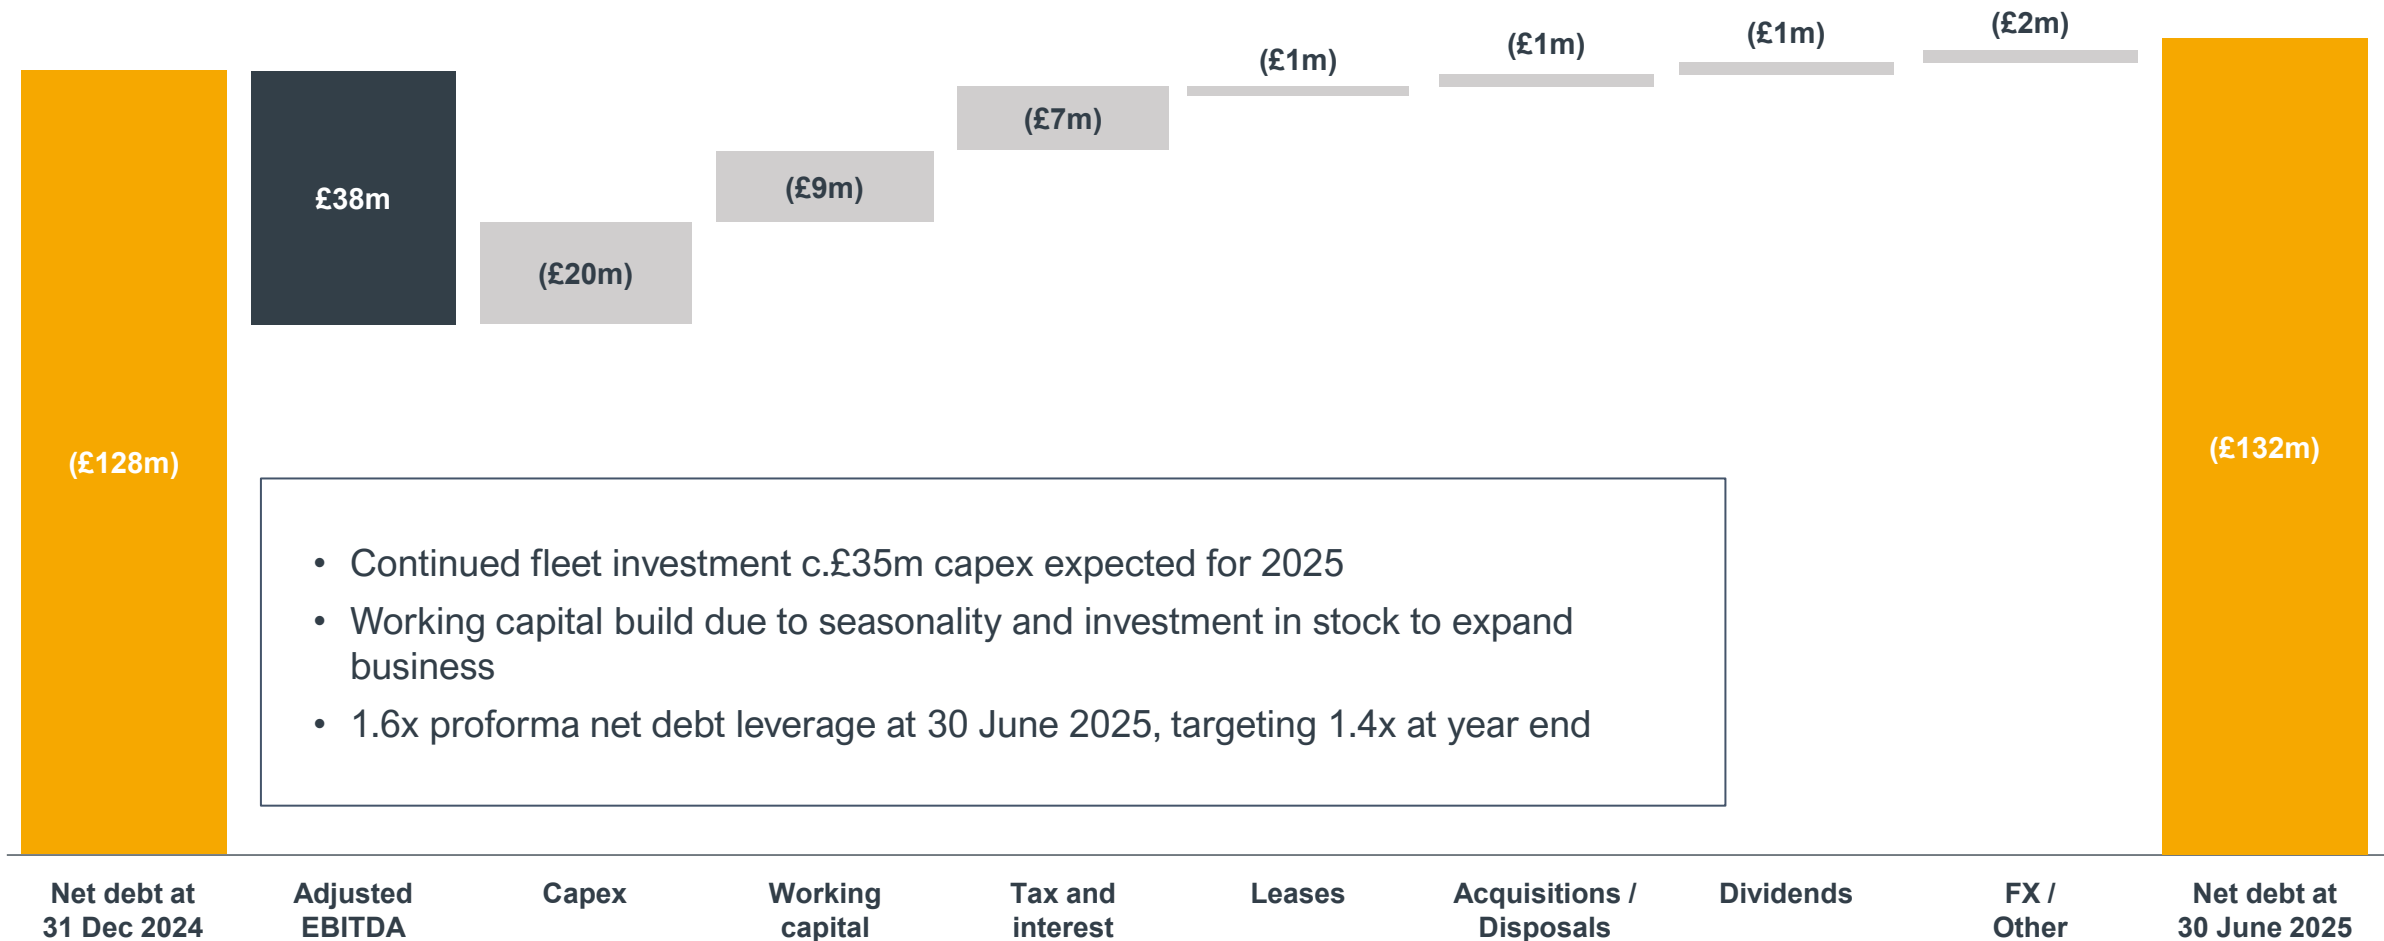 (£128m)
£38m
(£20m)
(£9m)
(£7m)
(£1m)
(£1m)
(£1m)
(£2m)
(£132m)
• Continued fleet investment c.£35m capex expected for 2025
• Working capital build due to seasonality and investment in stock to expand
business
• 1.6x proforma net debt leverage at 30 June 2025, targeting 1.4x at year end
Net debt at
31 Dec 2024
Adjusted
EBITDA
Capex
Working
capital
Tax and
interest
Leases
Acquisitions /
Disposals
Dividends
FX /
Other
Net debt at
30 June 2025